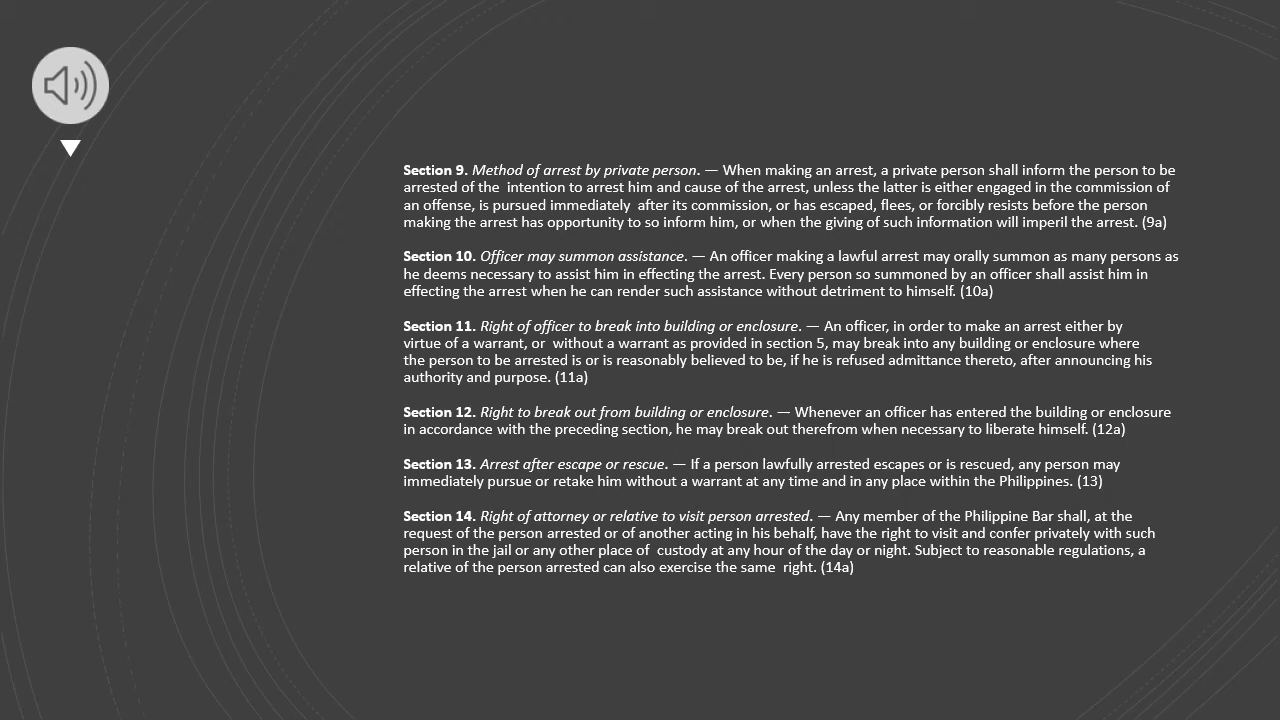 Section 9. Method of arrest by private person. — When making an arrest, a private person shall inform the person to be
arrested of the  intention to arrest him and cause of the arrest, unless the latter is either engaged in the commission of
an offense, is pursued immediately  after its commission, or has escaped, flees, or forcibly resists before the person
making the arrest has opportunity to so inform him, or when the giving of such information will imperil the arrest. (9a)
Section 10. Officer may summon assistance. — An officer making a lawful arrest may orally summon as many persons as
he deems necessary to assist him in effecting the arrest. Every person so summoned by an officer shall assist him in
effecting the arrest when he can render such assistance without detriment to himself. (10a)
Section 11. Right of officer to break into building or enclosure. — An officer, in order to make an arrest either by
virtue of a warrant, or  without a warrant as provided in section 5, may break into any building or enclosure where
the person to be arrested is or is reasonably believed to be, if he is refused admittance thereto, after announcing his
authority and purpose. (11a)
Section 12. Right to break out from building or enclosure. — Whenever an officer has entered the building or enclosure
in accordance with the preceding section, he may break out therefrom when necessary to liberate himself. (12a)
Section 13. Arrest after escape or rescue. — If a person lawfully arrested escapes or is rescued, any person may
immediately pursue or retake him without a warrant at any time and in any place within the Philippines. (13)
Section 14. Right of attorney or relative to visit person arrested. — Any member of the Philippine Bar shall, at the
request of the person arrested or of another acting in his behalf, have the right to visit and confer privately with such
person in the jail or any other place of  custody at any hour of the day or night. Subject to reasonable regulations, a
relative of the person arrested can also exercise the same  right. (14a)